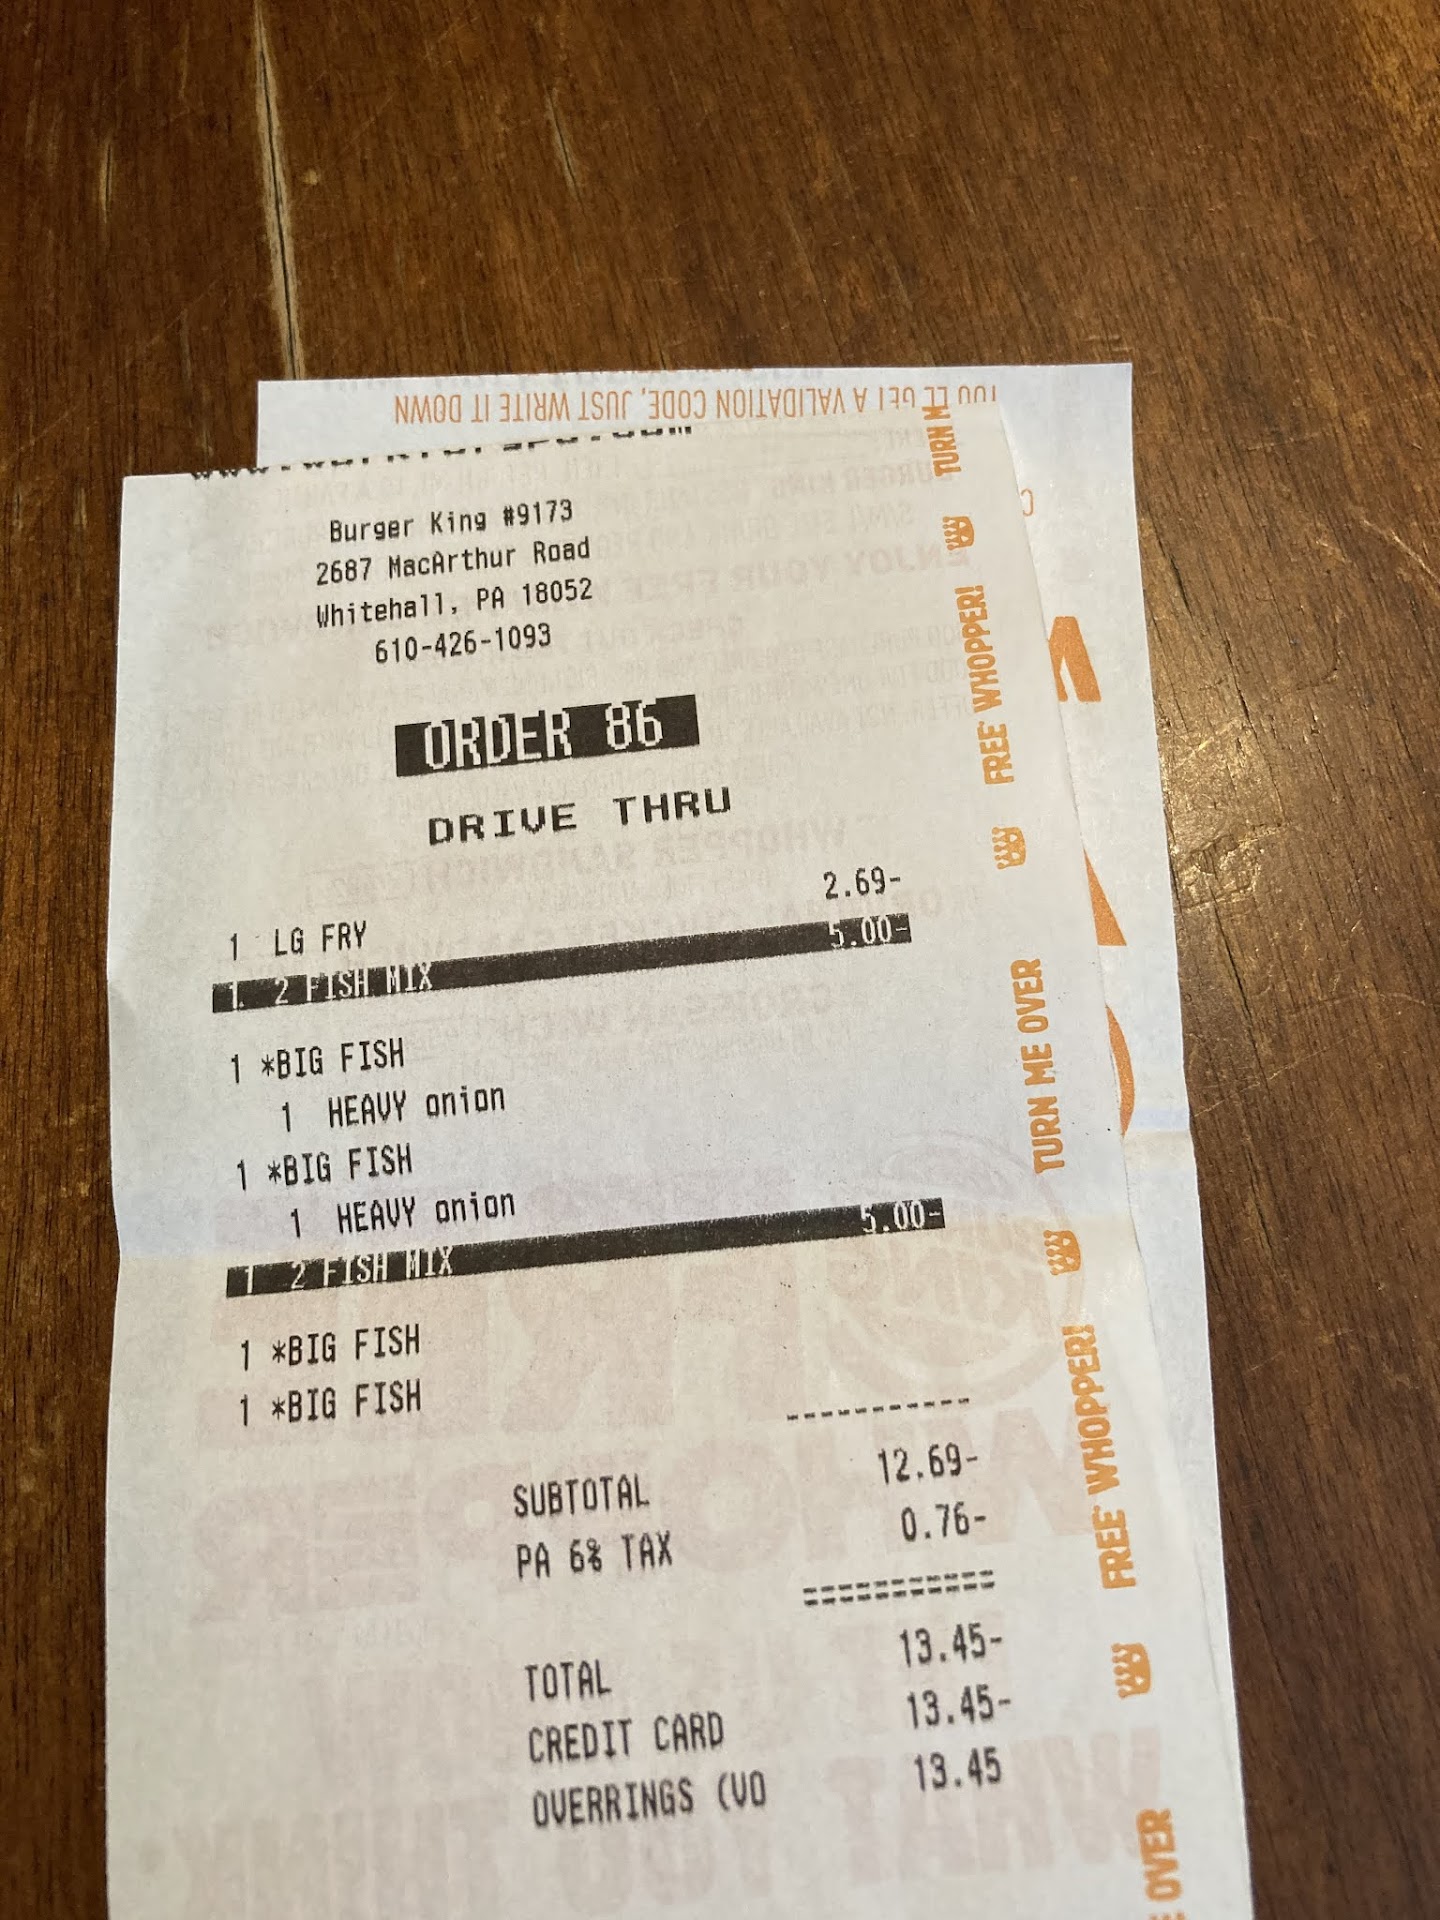 YOU'LL GET A VALIDATION CODE, JUST WRITE IT DOWN
Burger King #9173
2687 MacArthur Road
Whitehall, PA 18052
610-426-1093
ORDER 86
DRIVE THRU
1 LG FRY 2.69-
1 2 FISH MIX 5.00-
1 *BIG FISH
1 HEAVY onion
1 *BIG FISH
1 HEAVY onion
1 2 FISH MIX 5.00-
1 *BIG FISH
1 *BIG FISH
-----------
SUBTOTAL 12.69-
PA 6% TAX 0.76-
===========
TOTAL 13.45-
CREDIT CARD 13.45-
OVERRINGS (VO 13.45
TURN M
FREE WHOPPER!
TURN ME OVER
FREE WHOPPER!
E OVER